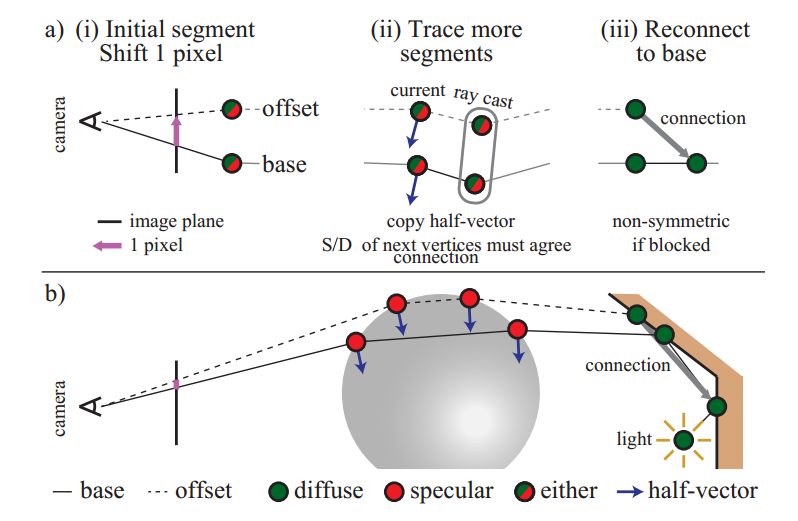 a) (i) Initial segment
Shift 1 pixel
(ii) Trace more
segments
(iii) Reconnect
to base
camera
offset
base
current ray cast
connection
image plane
1 pixel
copy half-vector
S/D of next vertices must agree
connection
non-symmetric
if blocked
b)
camera
connection
light
base
offset
diffuse
specular
either
half-vector